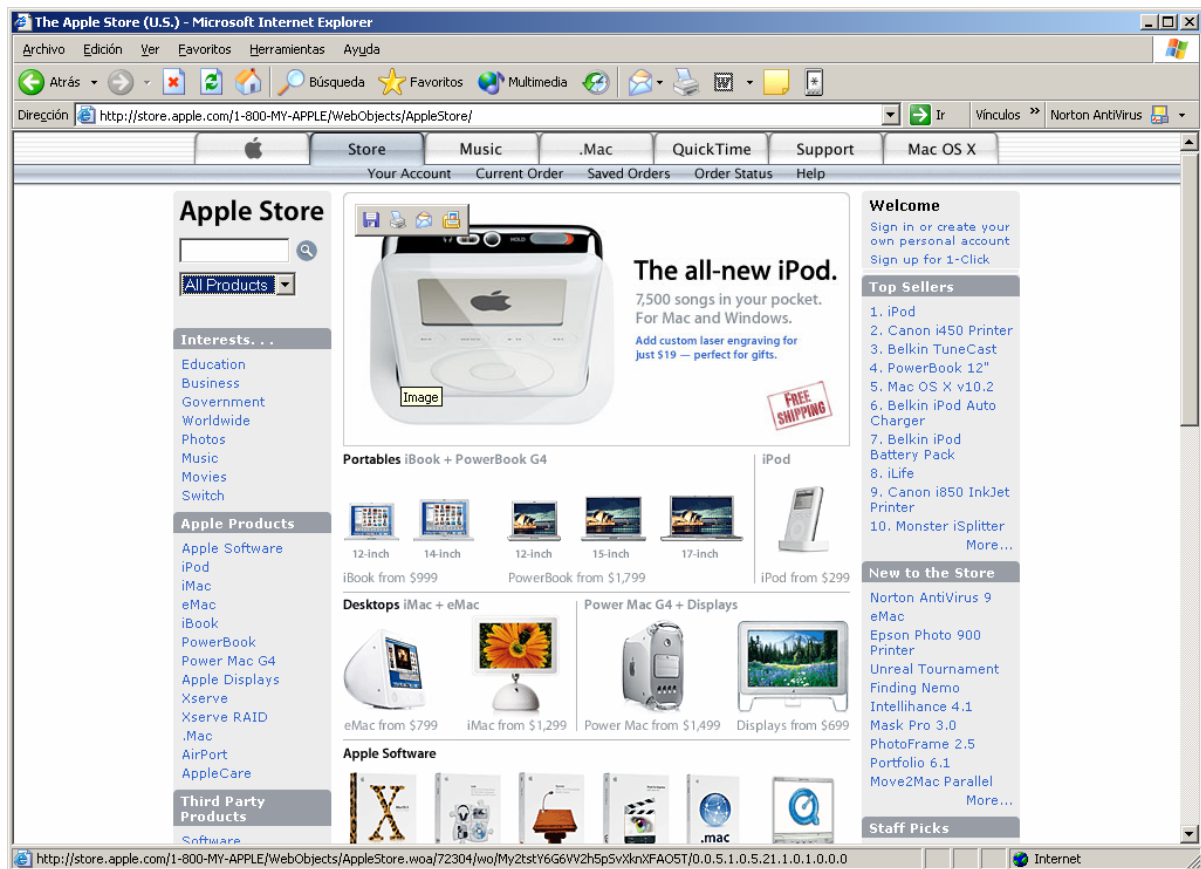 The Apple Store (U.S.) - Microsoft Internet Explorer
Archivo Edición Ver Favoritos Herramientas Ayuda
Atrás Búsqueda Favoritos Multimedia
Dirección http://store.apple.com/1-800-MY-APPLE/WebObjects/AppleStore/ Ir Vínculos » Norton AntiVirus
Store Music .Mac QuickTime Support Mac OS X
Your Account Current Order Saved Orders Order Status Help
Apple Store
All Products
Interests. . .
Education
Business
Government
Worldwide
Photos
Music
Movies
Switch
Apple Products
Apple Software
iPod
iMac
eMac
iBook
PowerBook
Power Mac G4
Apple Displays
Xserve
Xserve RAID
.Mac
AirPort
AppleCare
Third Party
Products
Software
HOLD
The all-new iPod.
7,500 songs in your pocket.
For Mac and Windows.
Add custom laser engraving for
just $19 — perfect for gifts.
Image
FREE
SHIPPING
Portables iBook + PowerBook G4
iPod
12-inch 14-inch 12-inch 15-inch 17-inch
iBook from $999 PowerBook from $1,799 iPod from $299
Desktops iMac + eMac Power Mac G4 + Displays
eMac from $799 iMac from $1,299 Power Mac from $1,499 Displays from $699
Apple Software
X
.mac
Welcome
Sign in or create your
own personal account
Sign up for 1-Click
Top Sellers
1. iPod
2. Canon i450 Printer
3. Belkin TuneCast
4. PowerBook 12"
5. Mac OS X v10.2
6. Belkin iPod Auto
Charger
7. Belkin iPod
Battery Pack
8. iLife
9. Canon i850 InkJet
Printer
10. Monster iSplitter
More...
New to the Store
Norton AntiVirus 9
eMac
Epson Photo 900
Printer
Unreal Tournament
Finding Nemo
Intellihance 4.1
Mask Pro 3.0
PhotoFrame 2.5
Portfolio 6.1
Move2Mac Parallel
More...
Staff Picks
http://store.apple.com/1-800-MY-APPLE/WebObjects/AppleStore.woa/72304/wo/My2tstY6G6VV2h5pSvXknXFAO5T/0.0.5.1.0.5.21.1.0.1.0.0.0 Internet